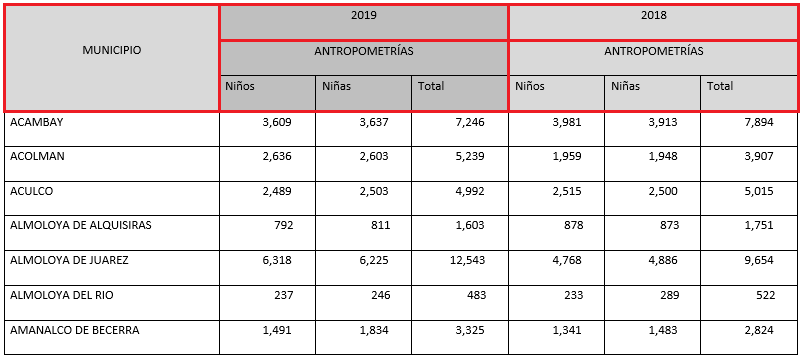 2019 2018
MUNICIPIO ANTROPOMETRÍAS ANTROPOMETRÍAS
Niños Niñas Total Niños Niñas Total
ACAMBAY 3,609 3,637 7,246 3,981 3,913 7,894
ACOLMAN 2,636 2,603 5,239 1,959 1,948 3,907
ACULCO 2,489 2,503 4,992 2,515 2,500 5,015
ALMOLOYA DE ALQUISIRAS 792 811 1,603 878 873 1,751
ALMOLOYA DE JUAREZ 6,318 6,225 12,543 4,768 4,886 9,654
ALMOLOYA DEL RIO 237 246 483 233 289 522
AMANALCO DE BECERRA 1,491 1,834 3,325 1,341 1,483 2,824